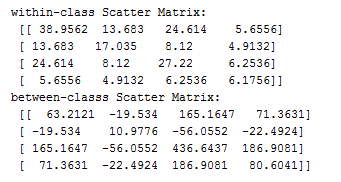 within-class Scatter Matrix:
[[ 38.9562 13.683 24.614 5.6556]
[ 13.683 17.035 8.12 4.9132]
[ 24.614 8.12 27.22 6.2536]
[ 5.6556 4.9132 6.2536 6.1756]]
between-classs Scatter Matrix:
[[ 63.2121 -19.534 165.1647 71.3631]
[ -19.534 10.9776 -56.0552 -22.4924]
[ 165.1647 -56.0552 436.6437 186.9081]
[ 71.3631 -22.4924 186.9081 80.6041]]